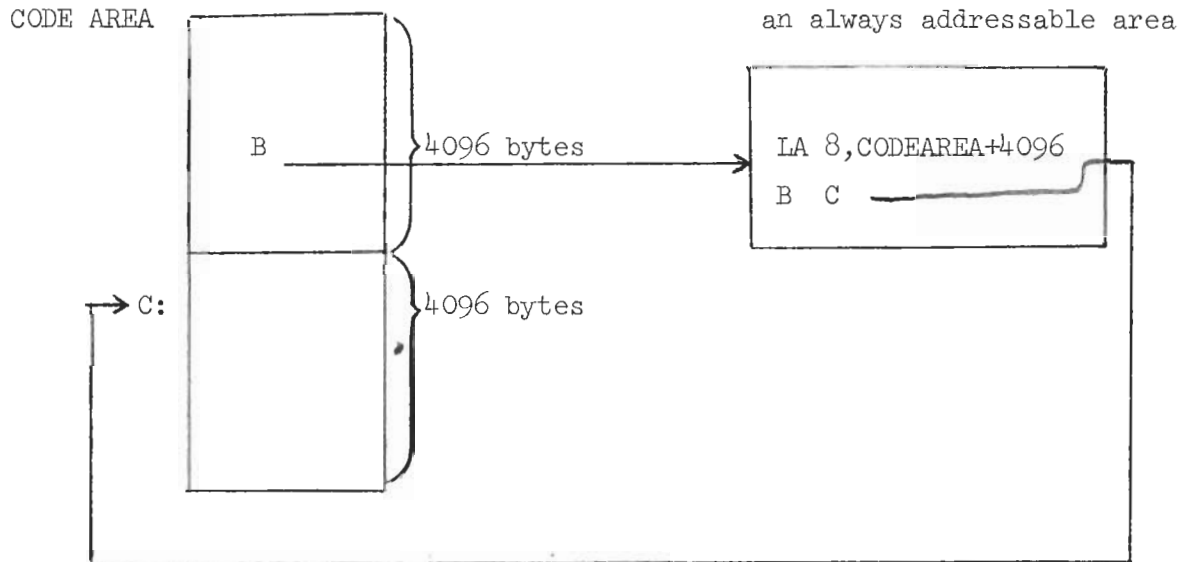 CODE AREA
an always addressable area
B
4096 bytes
LA 8,CODEAREA+4096
B C
C:
4096 bytes